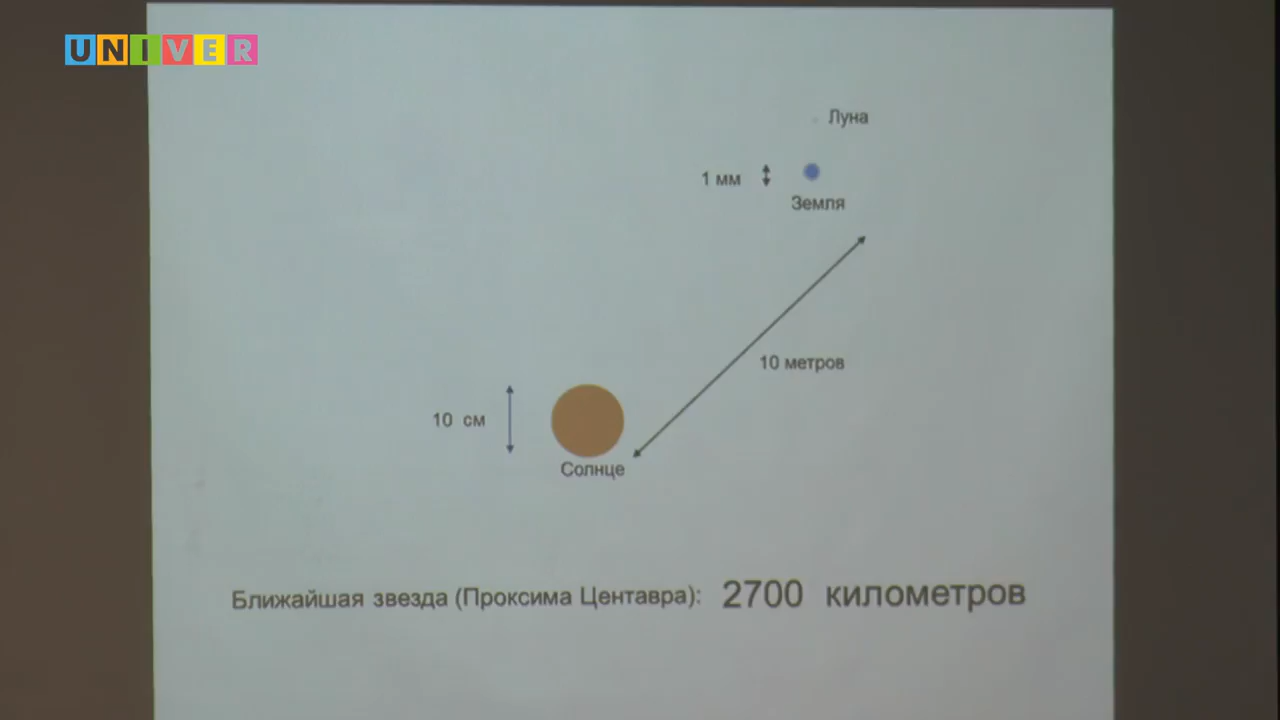 UNIVER
Луна
1 мм
Земля
10 метров
10 см
Солнце
Ближайшая звезда (Проксима Центавра): 2700 километров